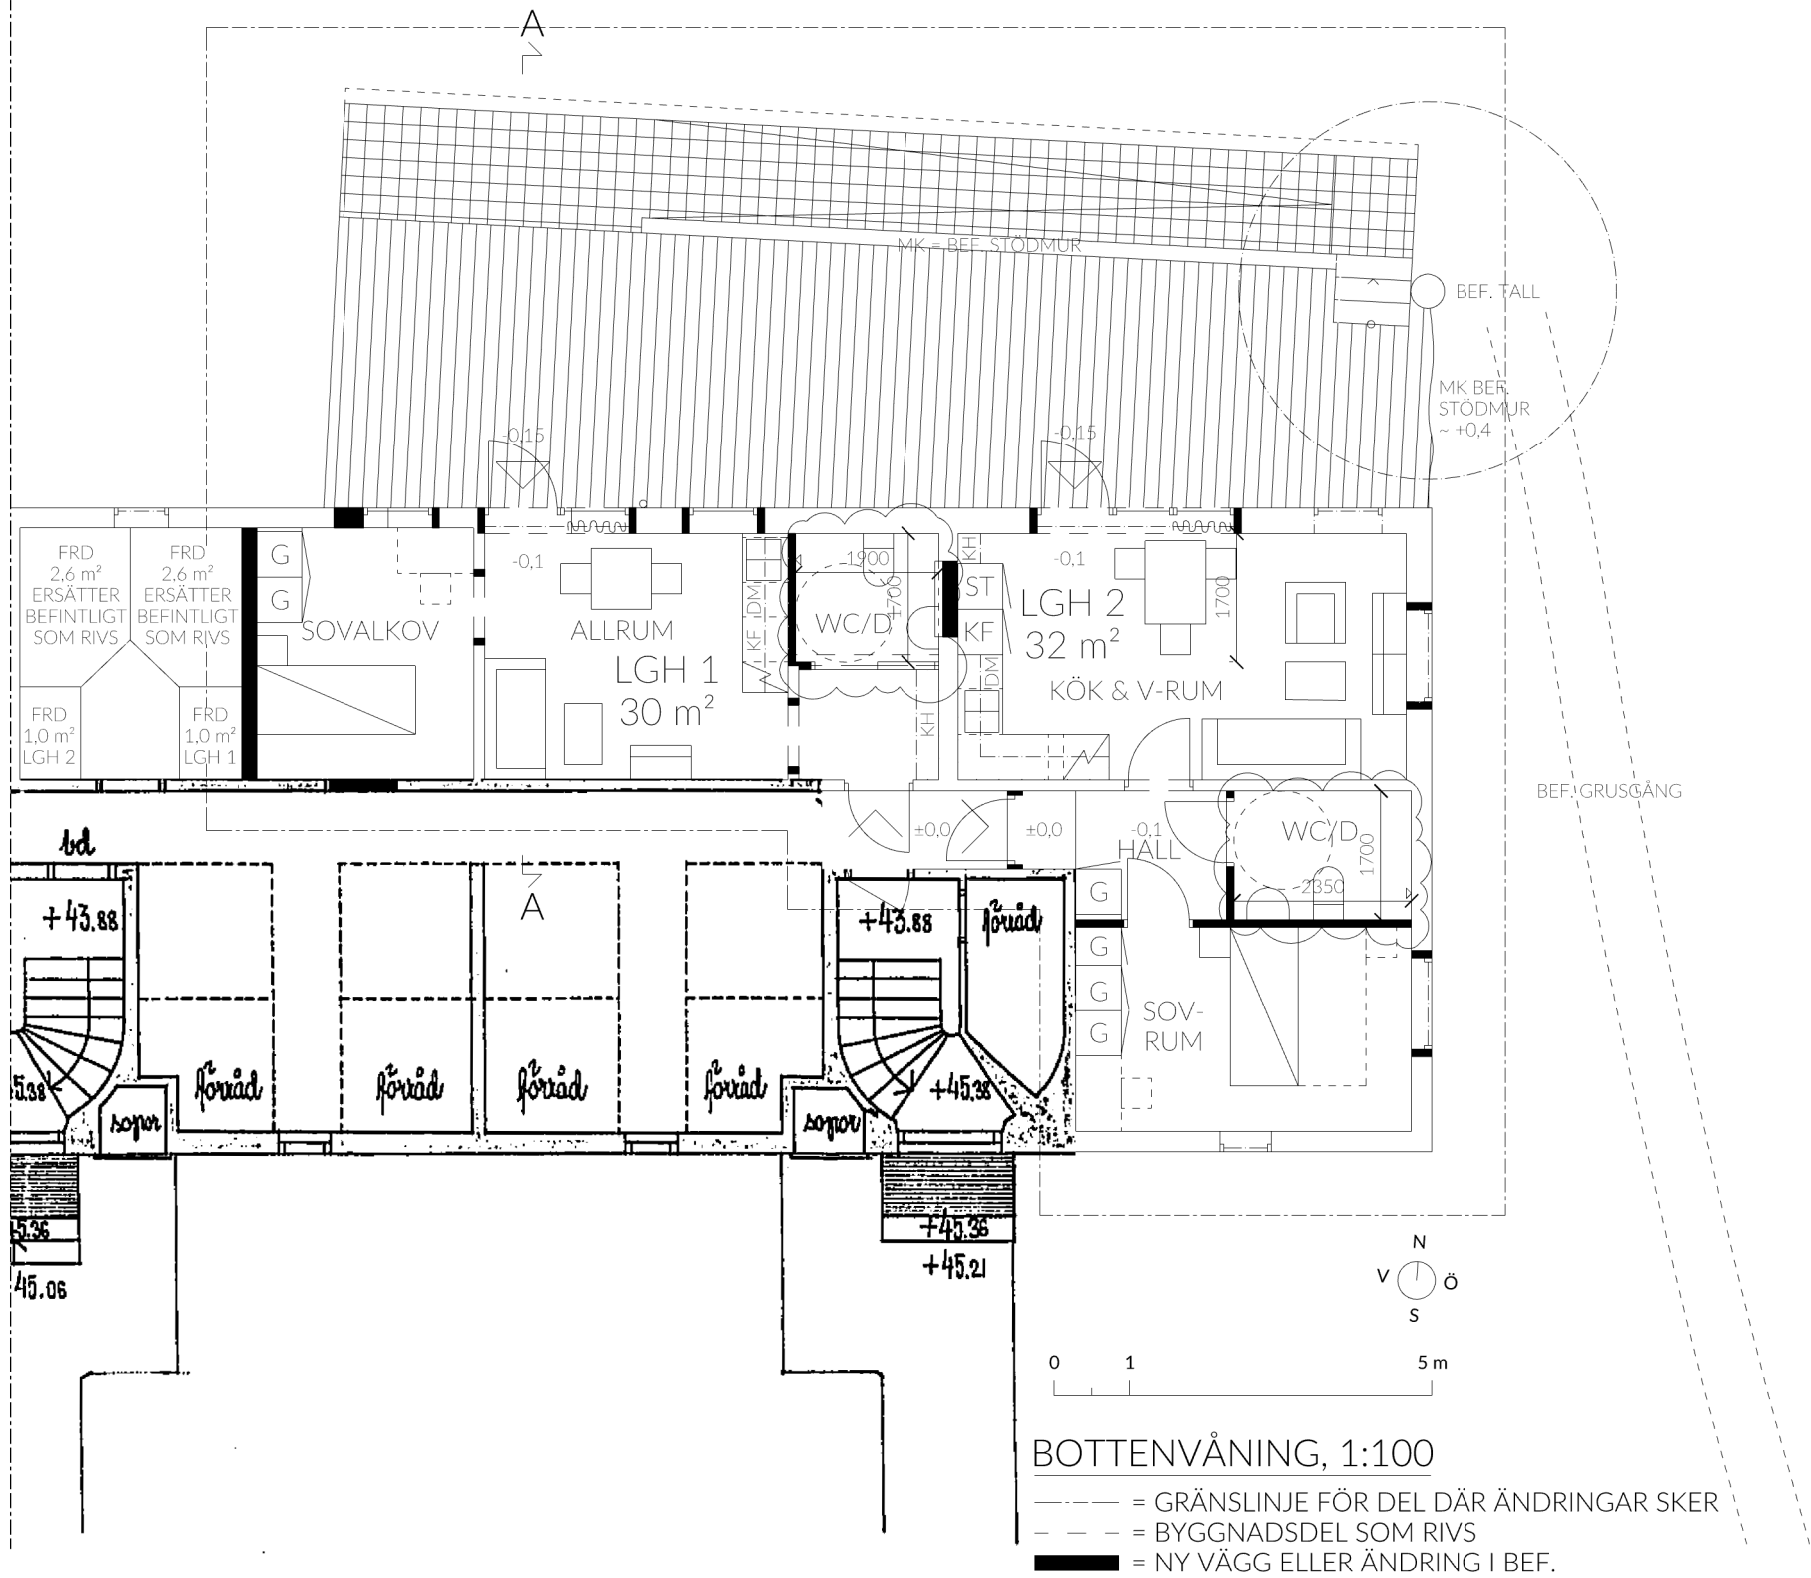 A
MK = BEF. STÖDMUR
BEF. TALL
MK BEF.
STÖDMUR
~ +0,4
-0,15
-0,15
FRD
2,6 m²
ERSÄTTER
BEFINTLIGT
SOM RIVS
FRD
2,6 m²
ERSÄTTER
BEFINTLIGT
SOM RIVS
G
G
SOVALKOV
-0,1
ALLRUM
LGH 1
30 m²
KF
DM
1900
1700
WC/D
KH
ST
KF
DM
KH
-0,1
LGH 2
32 m²
1700
KÖK & V-RUM
FRD
1,0 m²
LGH 2
FRD
1,0 m²
LGH 1
BEF. GRUSGÅNG
±0,0
±0,0
-0,1
HALL
WC/D
1700
2350
bd
A
+43.88
+43.88
förråd
G
G
G
G
SOV-
RUM
5.38
förråd
förråd
förråd
förråd
+45.38
sopor
sopor
45.36
45.06
+45.36
+45.21
N
V
Ö
S
0 1 5 m
BOTTENVÅNING, 1:100
= GRÄNSLINJE FÖR DEL DÄR ÄNDRINGAR SKER
= BYGGNADSDEL SOM RIVS
= NY VÄGG ELLER ÄNDRING I BEF.